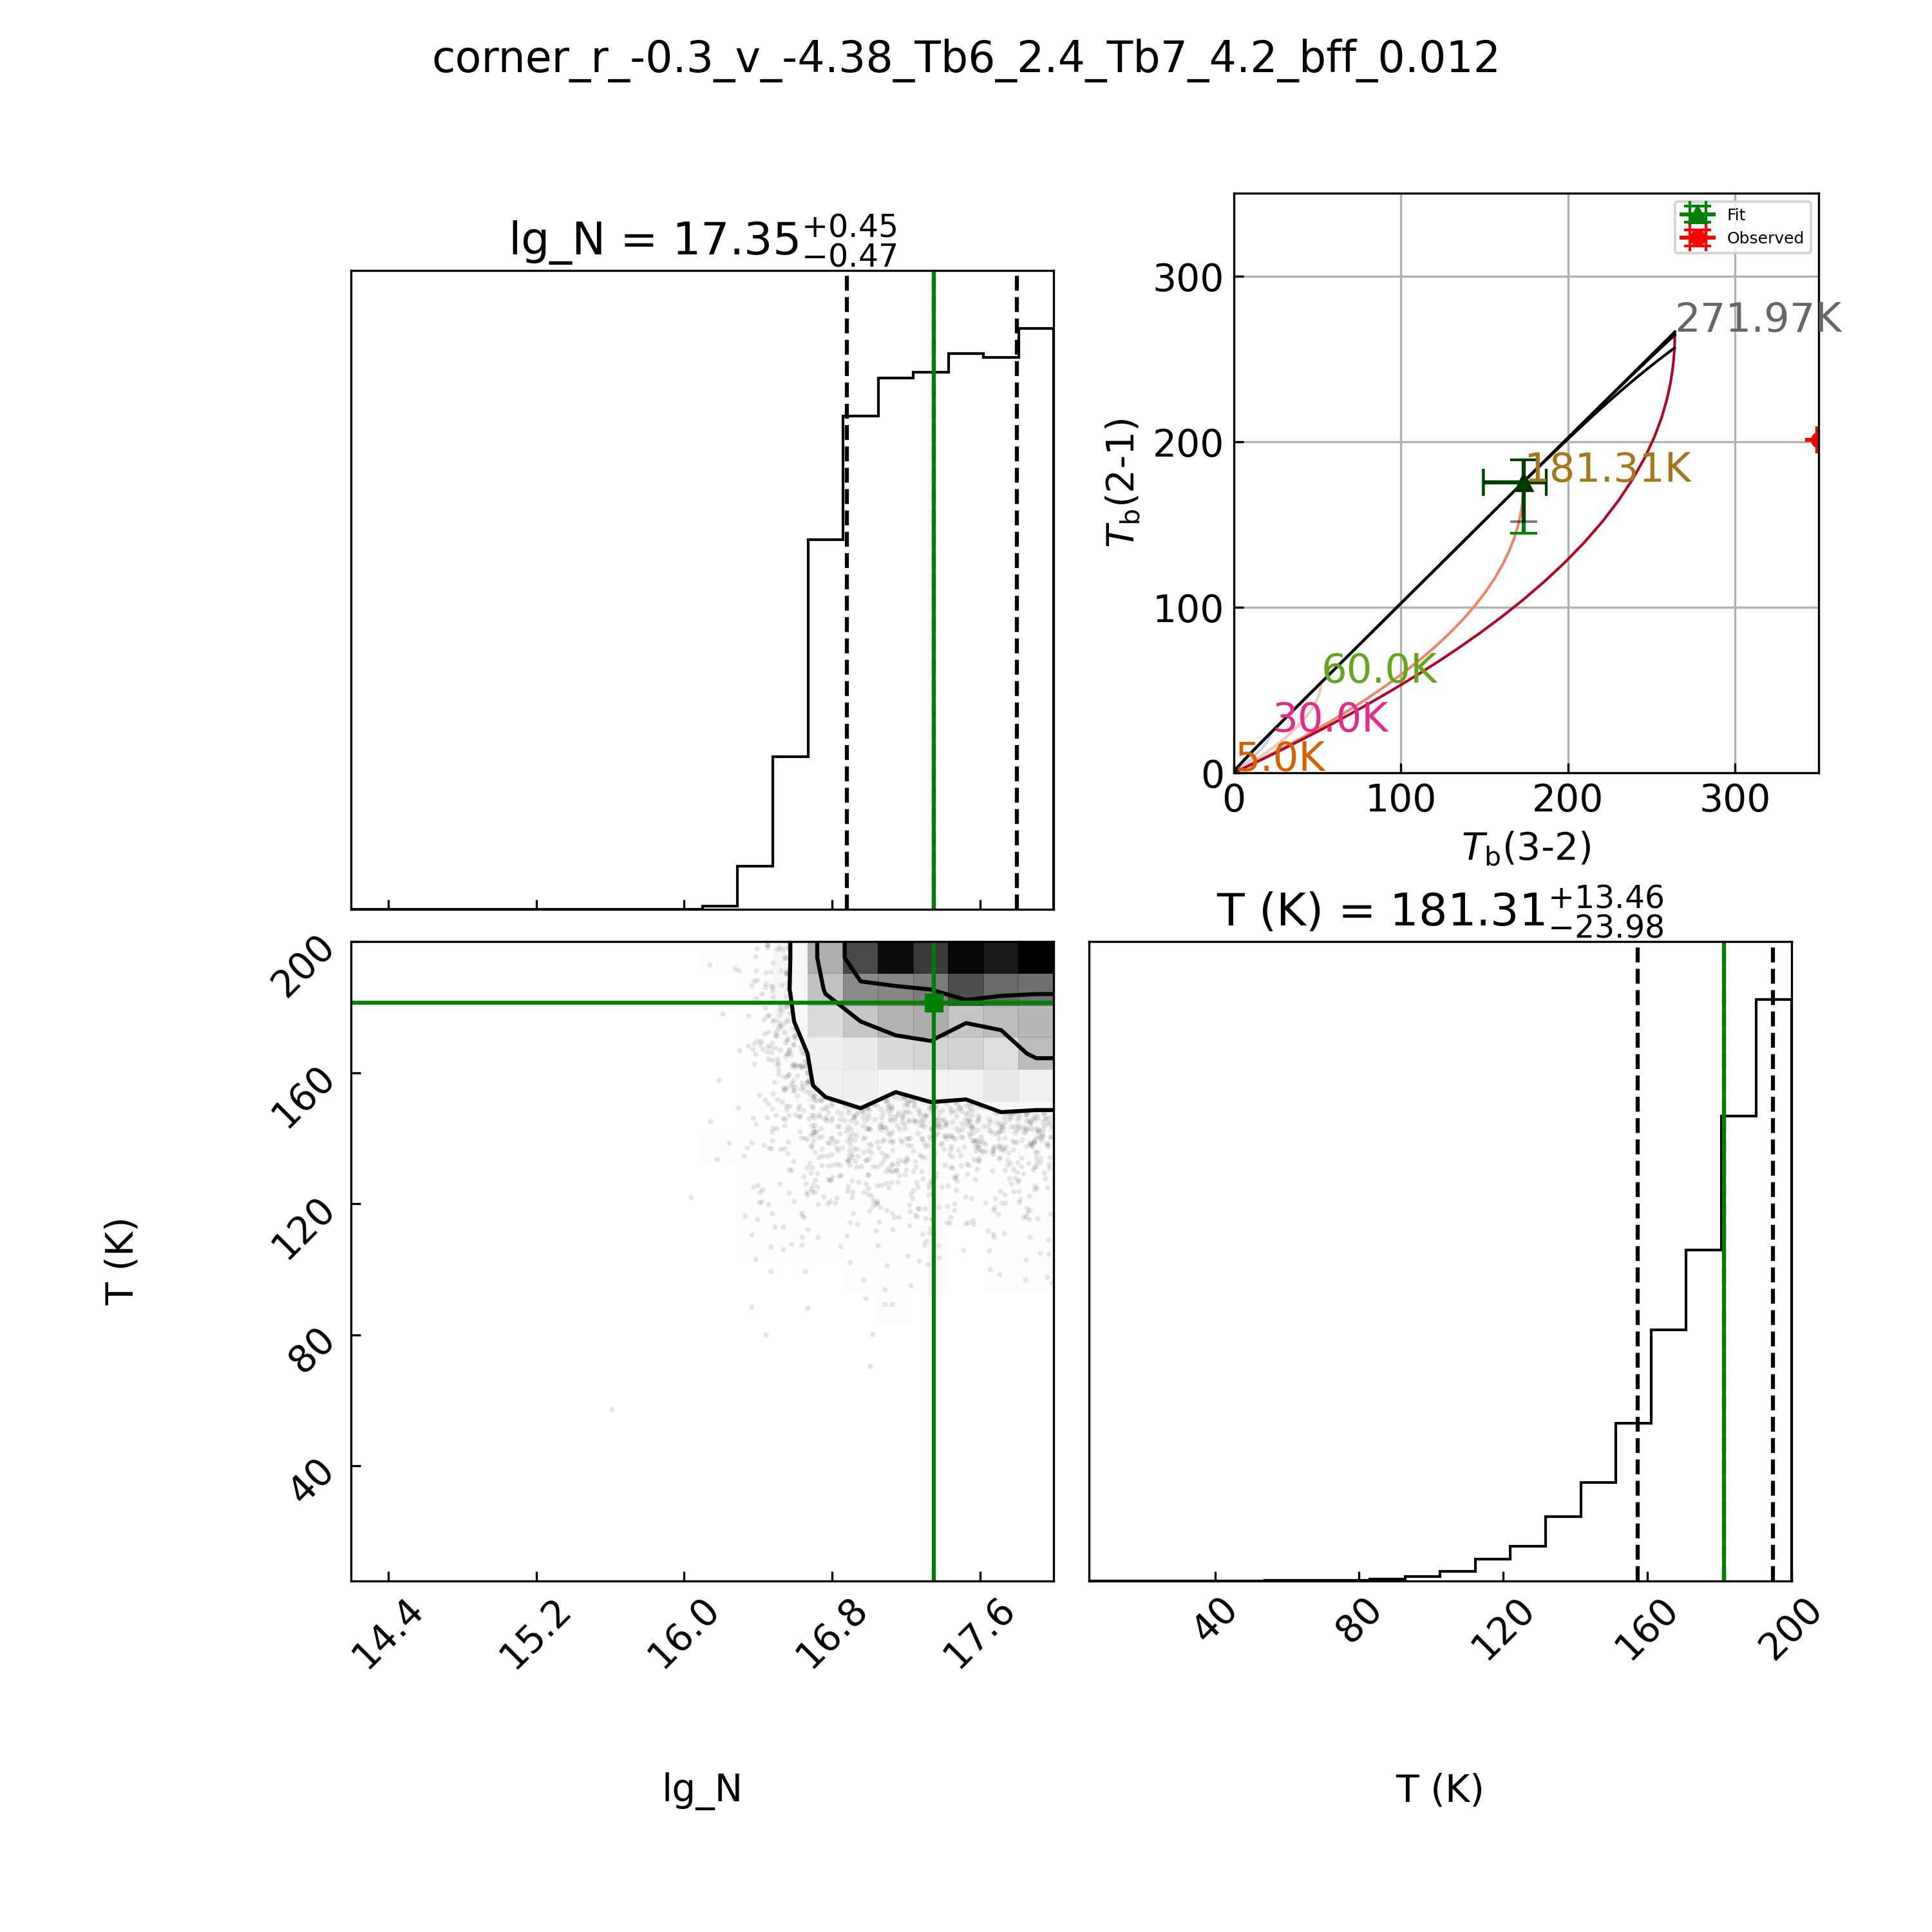 corner_r_-0.3_v_-4.38_Tb6_2.4_Tb7_4.2_bff_0.012
lg_N = 17.35+0.45−0.47
Fit
Observed
300
200
100
0
Tb(2-1)
271.97K
181.31K
60.0K
30.0K
5.0K
0 100 200 300
Tb(3-2)
T (K) = 181.31+13.46−23.98
200
160
120
80
40
T (K)
14.4 15.2 16.0 16.8 17.6
lg_N
40 80 120 160 200
T (K)